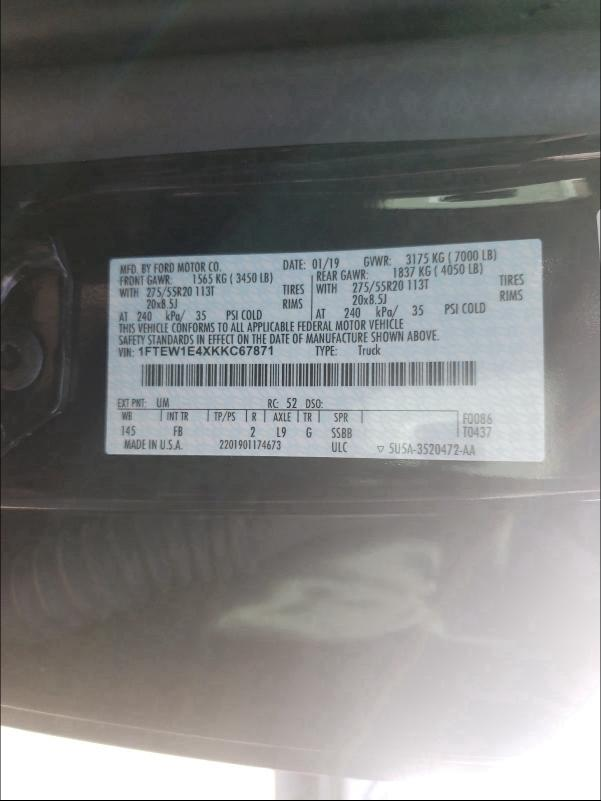 MFD. BY FORD MOTOR CO. DATE: 01/19 GVWR: 3175 KG ( 7000 LB)
FRONT GAWR: 1565 KG ( 3450 LB) REAR GAWR: 1837 KG ( 4050 LB)
WITH 275/55R20 113T TIRES WITH 275/55R20 113T TIRES
20x8.5J RIMS 20x8.5J RIMS
AT 240 kPa/ 35 PSI COLD AT 240 kPa/ 35 PSI COLD
THIS VEHICLE CONFORMS TO ALL APPLICABLE FEDERAL MOTOR VEHICLE
SAFETY STANDARDS IN EFFECT ON THE DATE OF MANUFACTURE SHOWN ABOVE.
VIN: 1FTEW1E4XKKC67871 TYPE: Truck
EXT PNT: UM RC: 52 DSO:
WB INT TR TP/PS R AXLE TR SPR F0086
145 FB 2 L9 G SSBB T0437
MADE IN U.S.A. 2201901174673 ULC ▽ 5U5A-3520472-AA